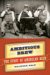 AMBITIOUS
BREW
THE STORY OF AMERICAN BEER